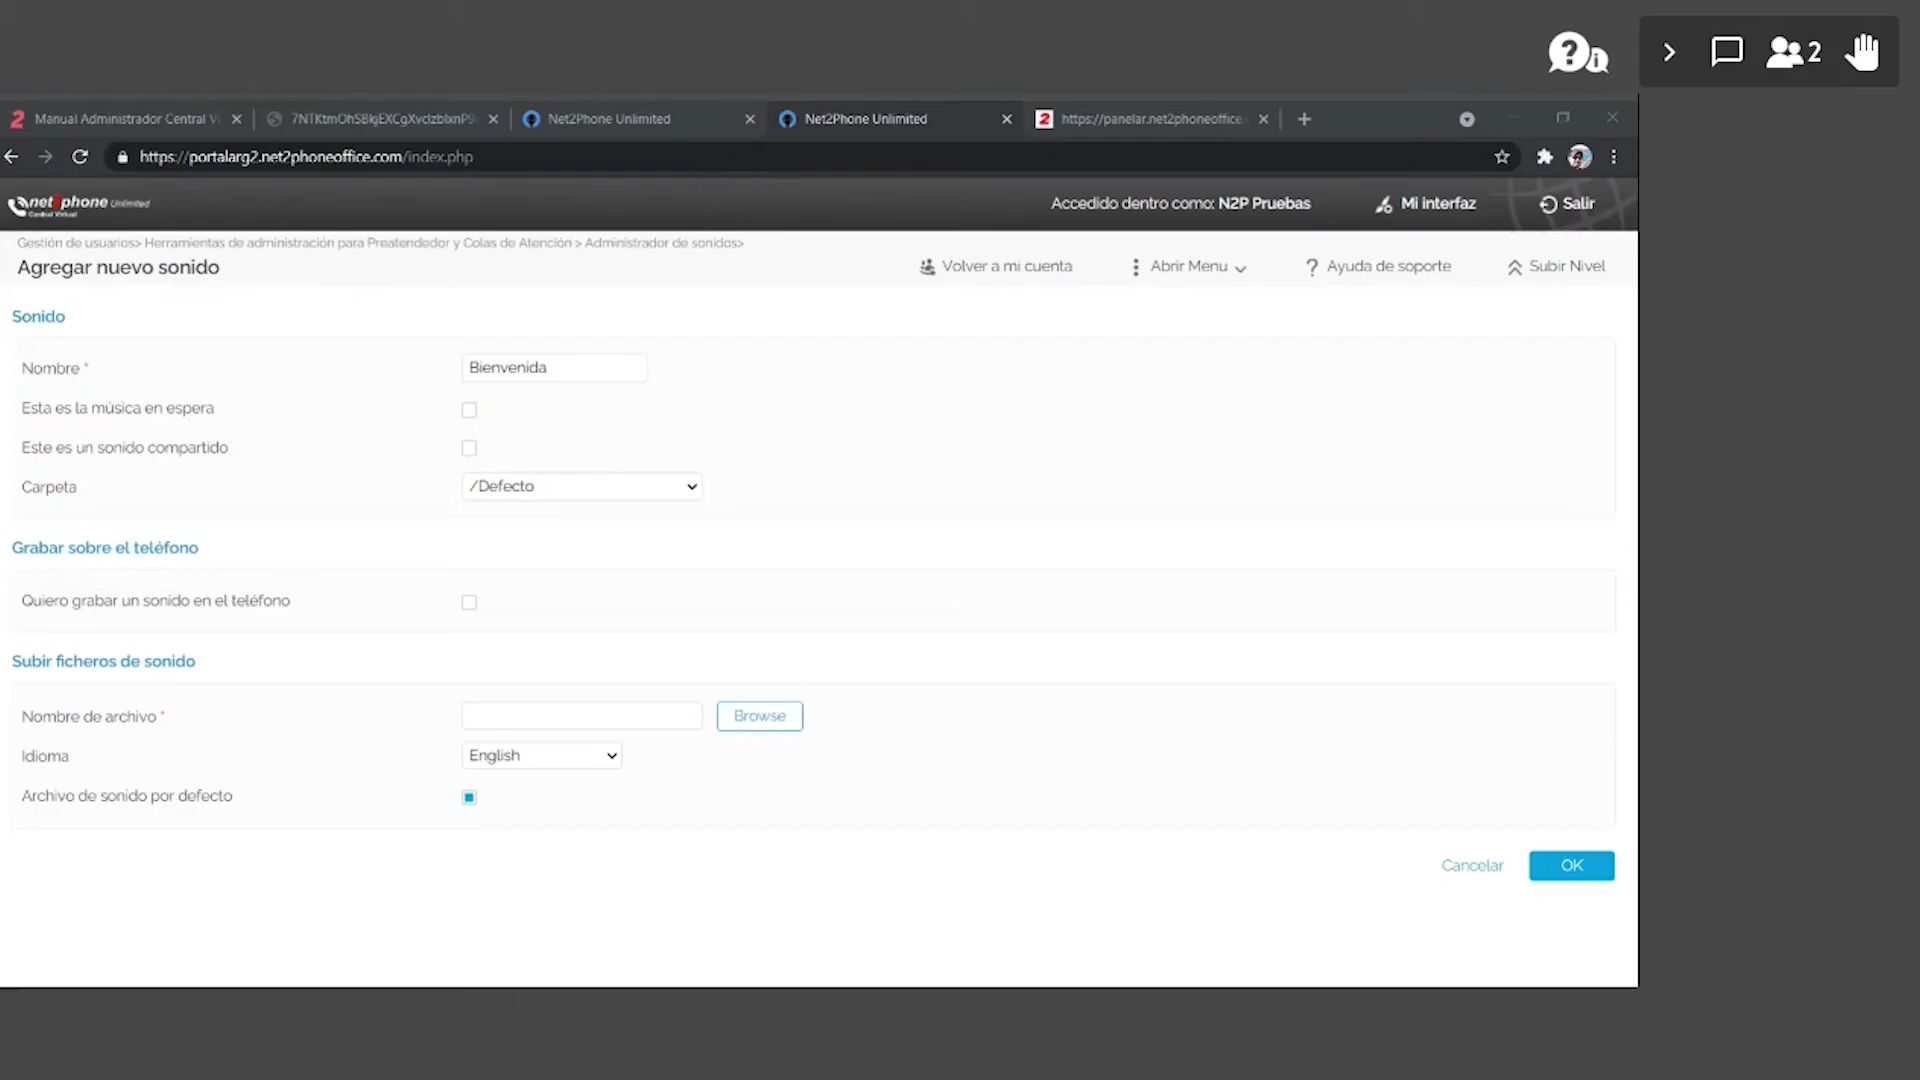 2
Manual Administrador Central V
7NTKtmOhSBkjEXCgXvclzblxnP9
Net2Phone Unlimited
Net2Phone Unlimited
https://panelar.net2phoneoffice.
https://portalarg2.net2phoneoffice.com/index.php
net2phone Unlimited
Central Virtual
Accedido dentro como: N2P Pruebas
Mi interfaz
Salir
Gestión de usuarios> Herramientas de administración para Preatendedor y Colas de Atención > Administrador de sonidos>
Agregar nuevo sonido
Volver a mi cuenta
Abrir Menu
Ayuda de soporte
Subir Nivel
Sonido
Nombre *
Bienvenida
Esta es la música en espera
Este es un sonido compartido
Carpeta
/Defecto
Grabar sobre el teléfono
Quiero grabar un sonido en el teléfono
Subir ficheros de sonido
Nombre de archivo *
Browse
Idioma
English
Archivo de sonido por defecto
Cancelar
OK